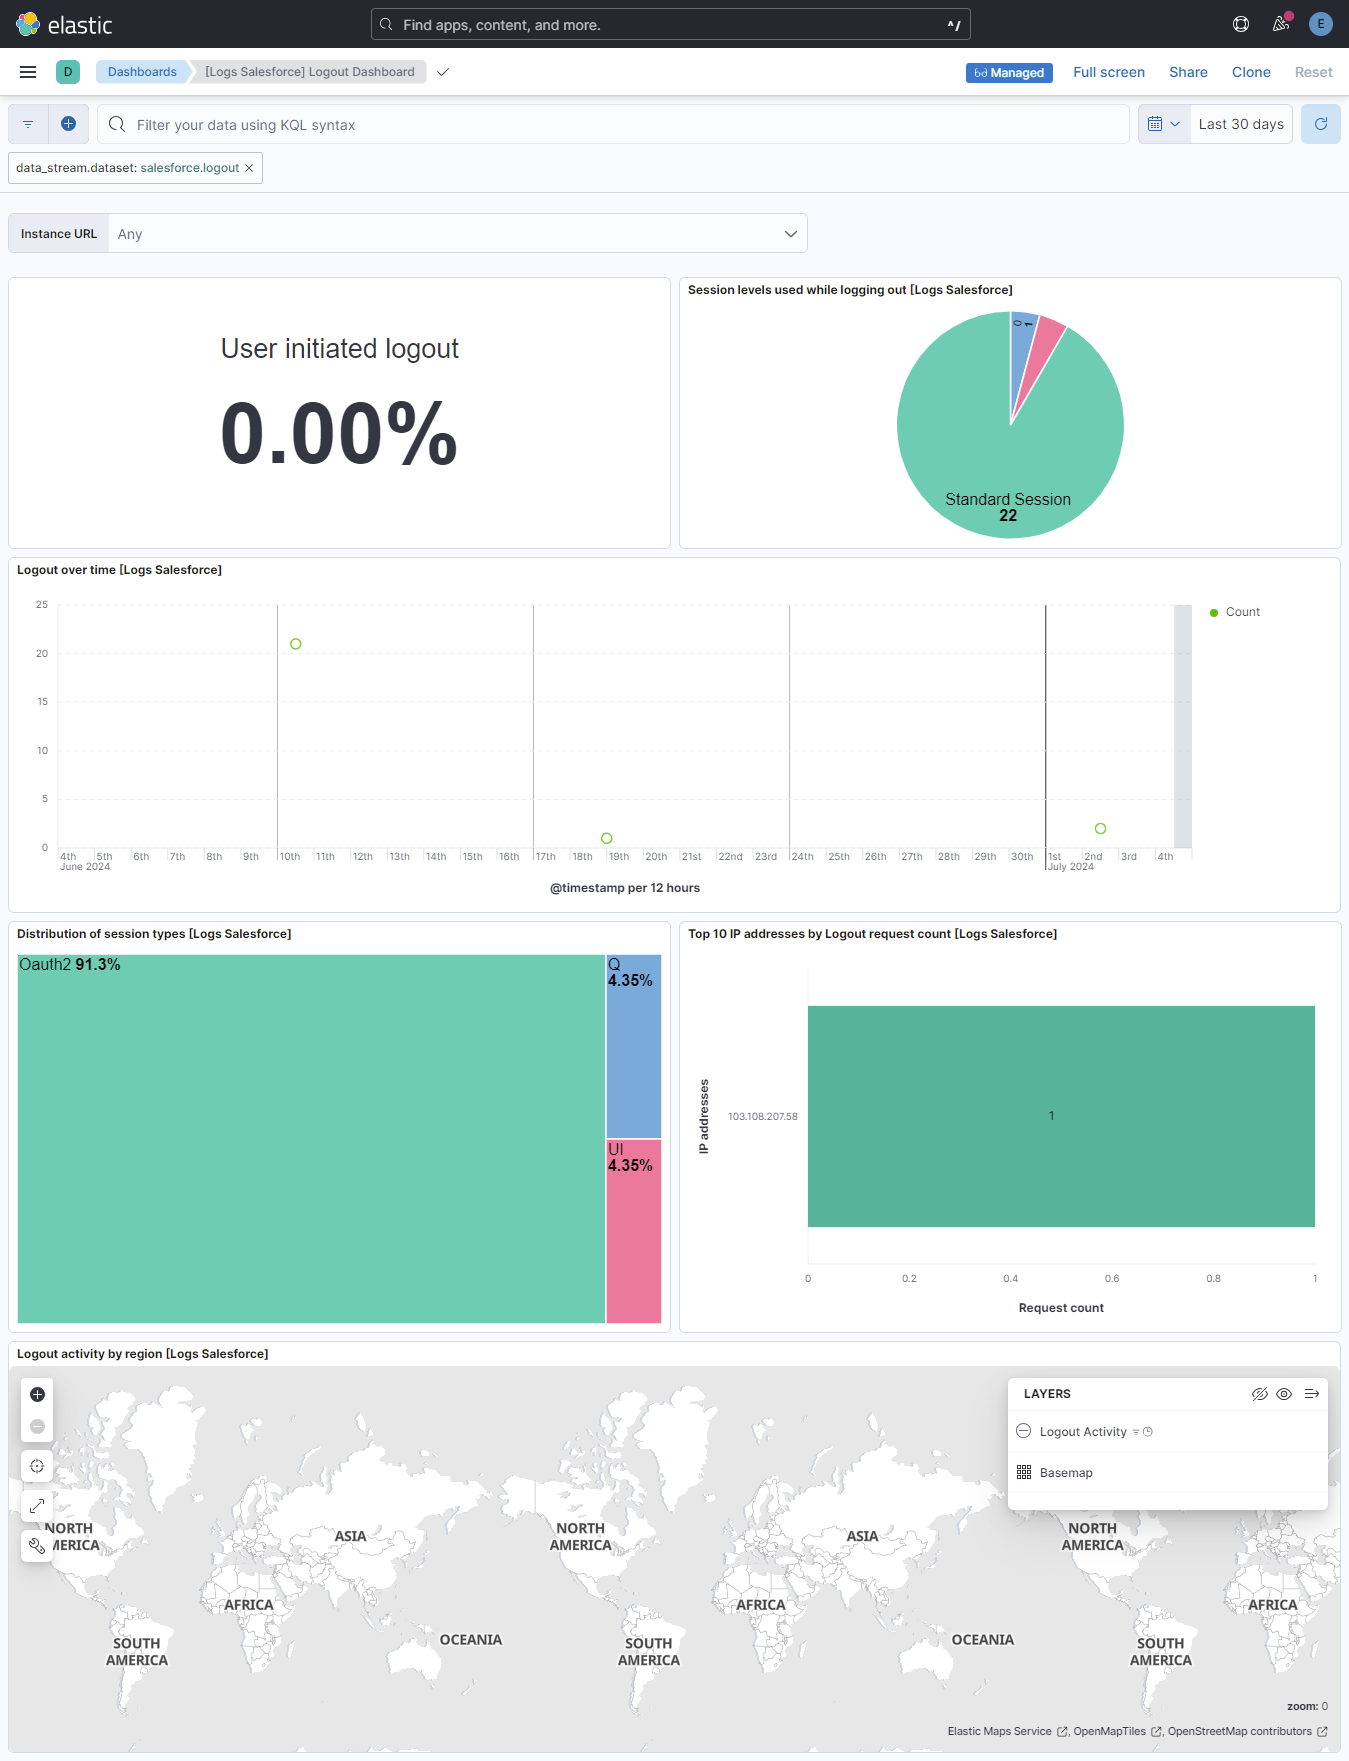 elastic
Find apps, content, and more.
^/
E
D
Dashboards
[Logs Salesforce] Logout Dashboard
Managed
Full screen
Share
Clone
Reset
Filter your data using KQL syntax
Last 30 days
data_stream.dataset: salesforce.logout
Instance URL
Any
User initiated logout
0.00%
Session levels used while logging out [Logs Salesforce]
0
1
Standard Session
22
Logout over time [Logs Salesforce]
25
20
15
10
5
0
4th 5th 6th 7th 8th 9th 10th 11th 12th 13th 14th 15th 16th 17th 18th 19th 20th 21st 22nd 23rd 24th 25th 26th 27th 28th 29th 30th 1st 2nd 3rd 4th
June 2024 July 2024
@timestamp per 12 hours
Count
Distribution of session types [Logs Salesforce]
Oauth2 91.3%
Q
4.35%
UI
4.35%
Top 10 IP addresses by Logout request count [Logs Salesforce]
IP addresses
103.108.207.58
1
0 0.2 0.4 0.6 0.8 1
Request count
Logout activity by region [Logs Salesforce]
LAYERS
Logout Activity
Basemap
NORTH
MERICA
ASIA
AFRICA
SOUTH
AMERICA
OCEANIA
NORTH
AMERICA
ASIA
AFRICA
SOUTH
AMERICA
OCEANIA
NORTH
AMERICA
AFRICA
SOUTH
AMERICA
zoom: 0
Elastic Maps Service , OpenMapTiles , OpenStreetMap contributors